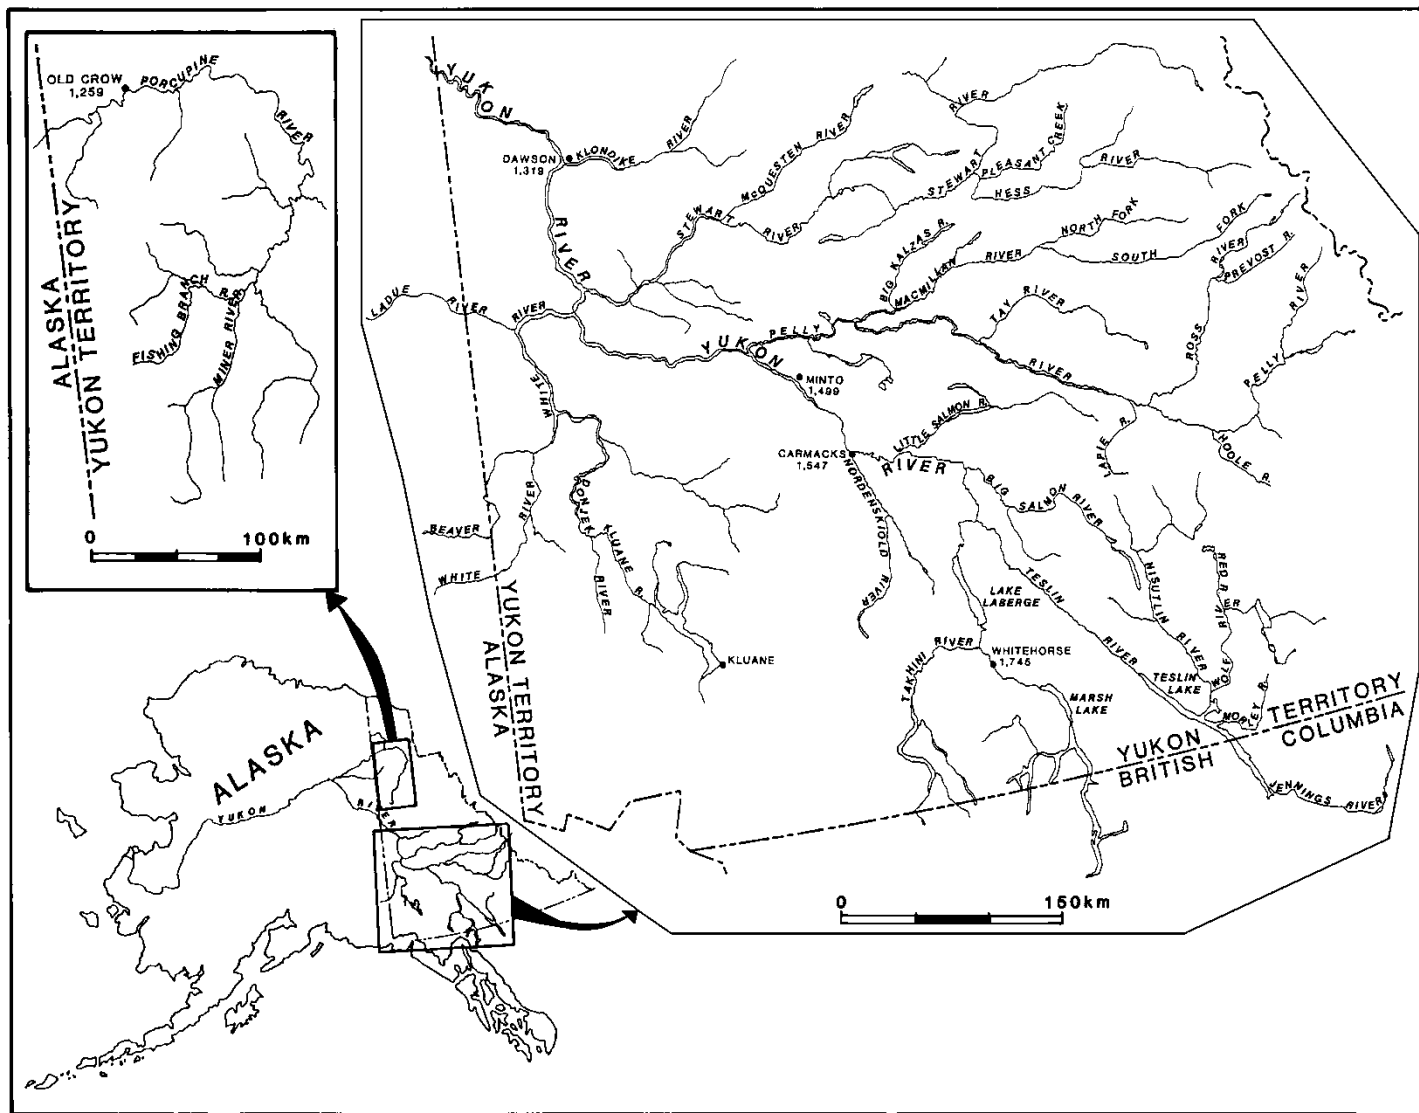 OLD CROW
1,259
PORCUPINE
RIVER
ALASKA
YUKON TERRITORY
FISHING BRANCH R.
MINER RIVER
0 100km
YUKON
RIVER
DAWSON
1,319
KLONDIKE RIVER
McQUESTEN RIVER
STEWART RIVER
STEWART RIVER
PLEASANT CREEK
HESS RIVER
BIG KALZAS R.
MACMILLAN RIVER
NORTH FORK
SOUTH FORK
ROSS RIVER
PREVOST R.
PELLY RIVER
TAY RIVER
LADUE RIVER
RIVER
WHITE
YUKON
PELLY
RIVER
MINTO
1,499
LITTLE SALMON R.
LAPIE R.
HOOLE R.
CARMACKS
1,547
RIVER
NORDENSKIOLD RIVER
BIG SALMON RIVER
BEAVER
RIVER
WHITE
DONJEK
RIVER
KLUANE R.
KLUANE
LAKE
LABERGE
TESLIN
RIVER
NISUTLIN RIVER
RED RIVER
WOLF
TAKHINI
RIVER
WHITEHORSE
1,745
MARSH
LAKE
TESLIN
LAKE
MORLEY R.
YUKON TERRITORY
ALASKA
YUKON TERRITORY
BRITISH COLUMBIA
JENNINGS RIVER
0 150km
ALASKA
YUKON
RIVER